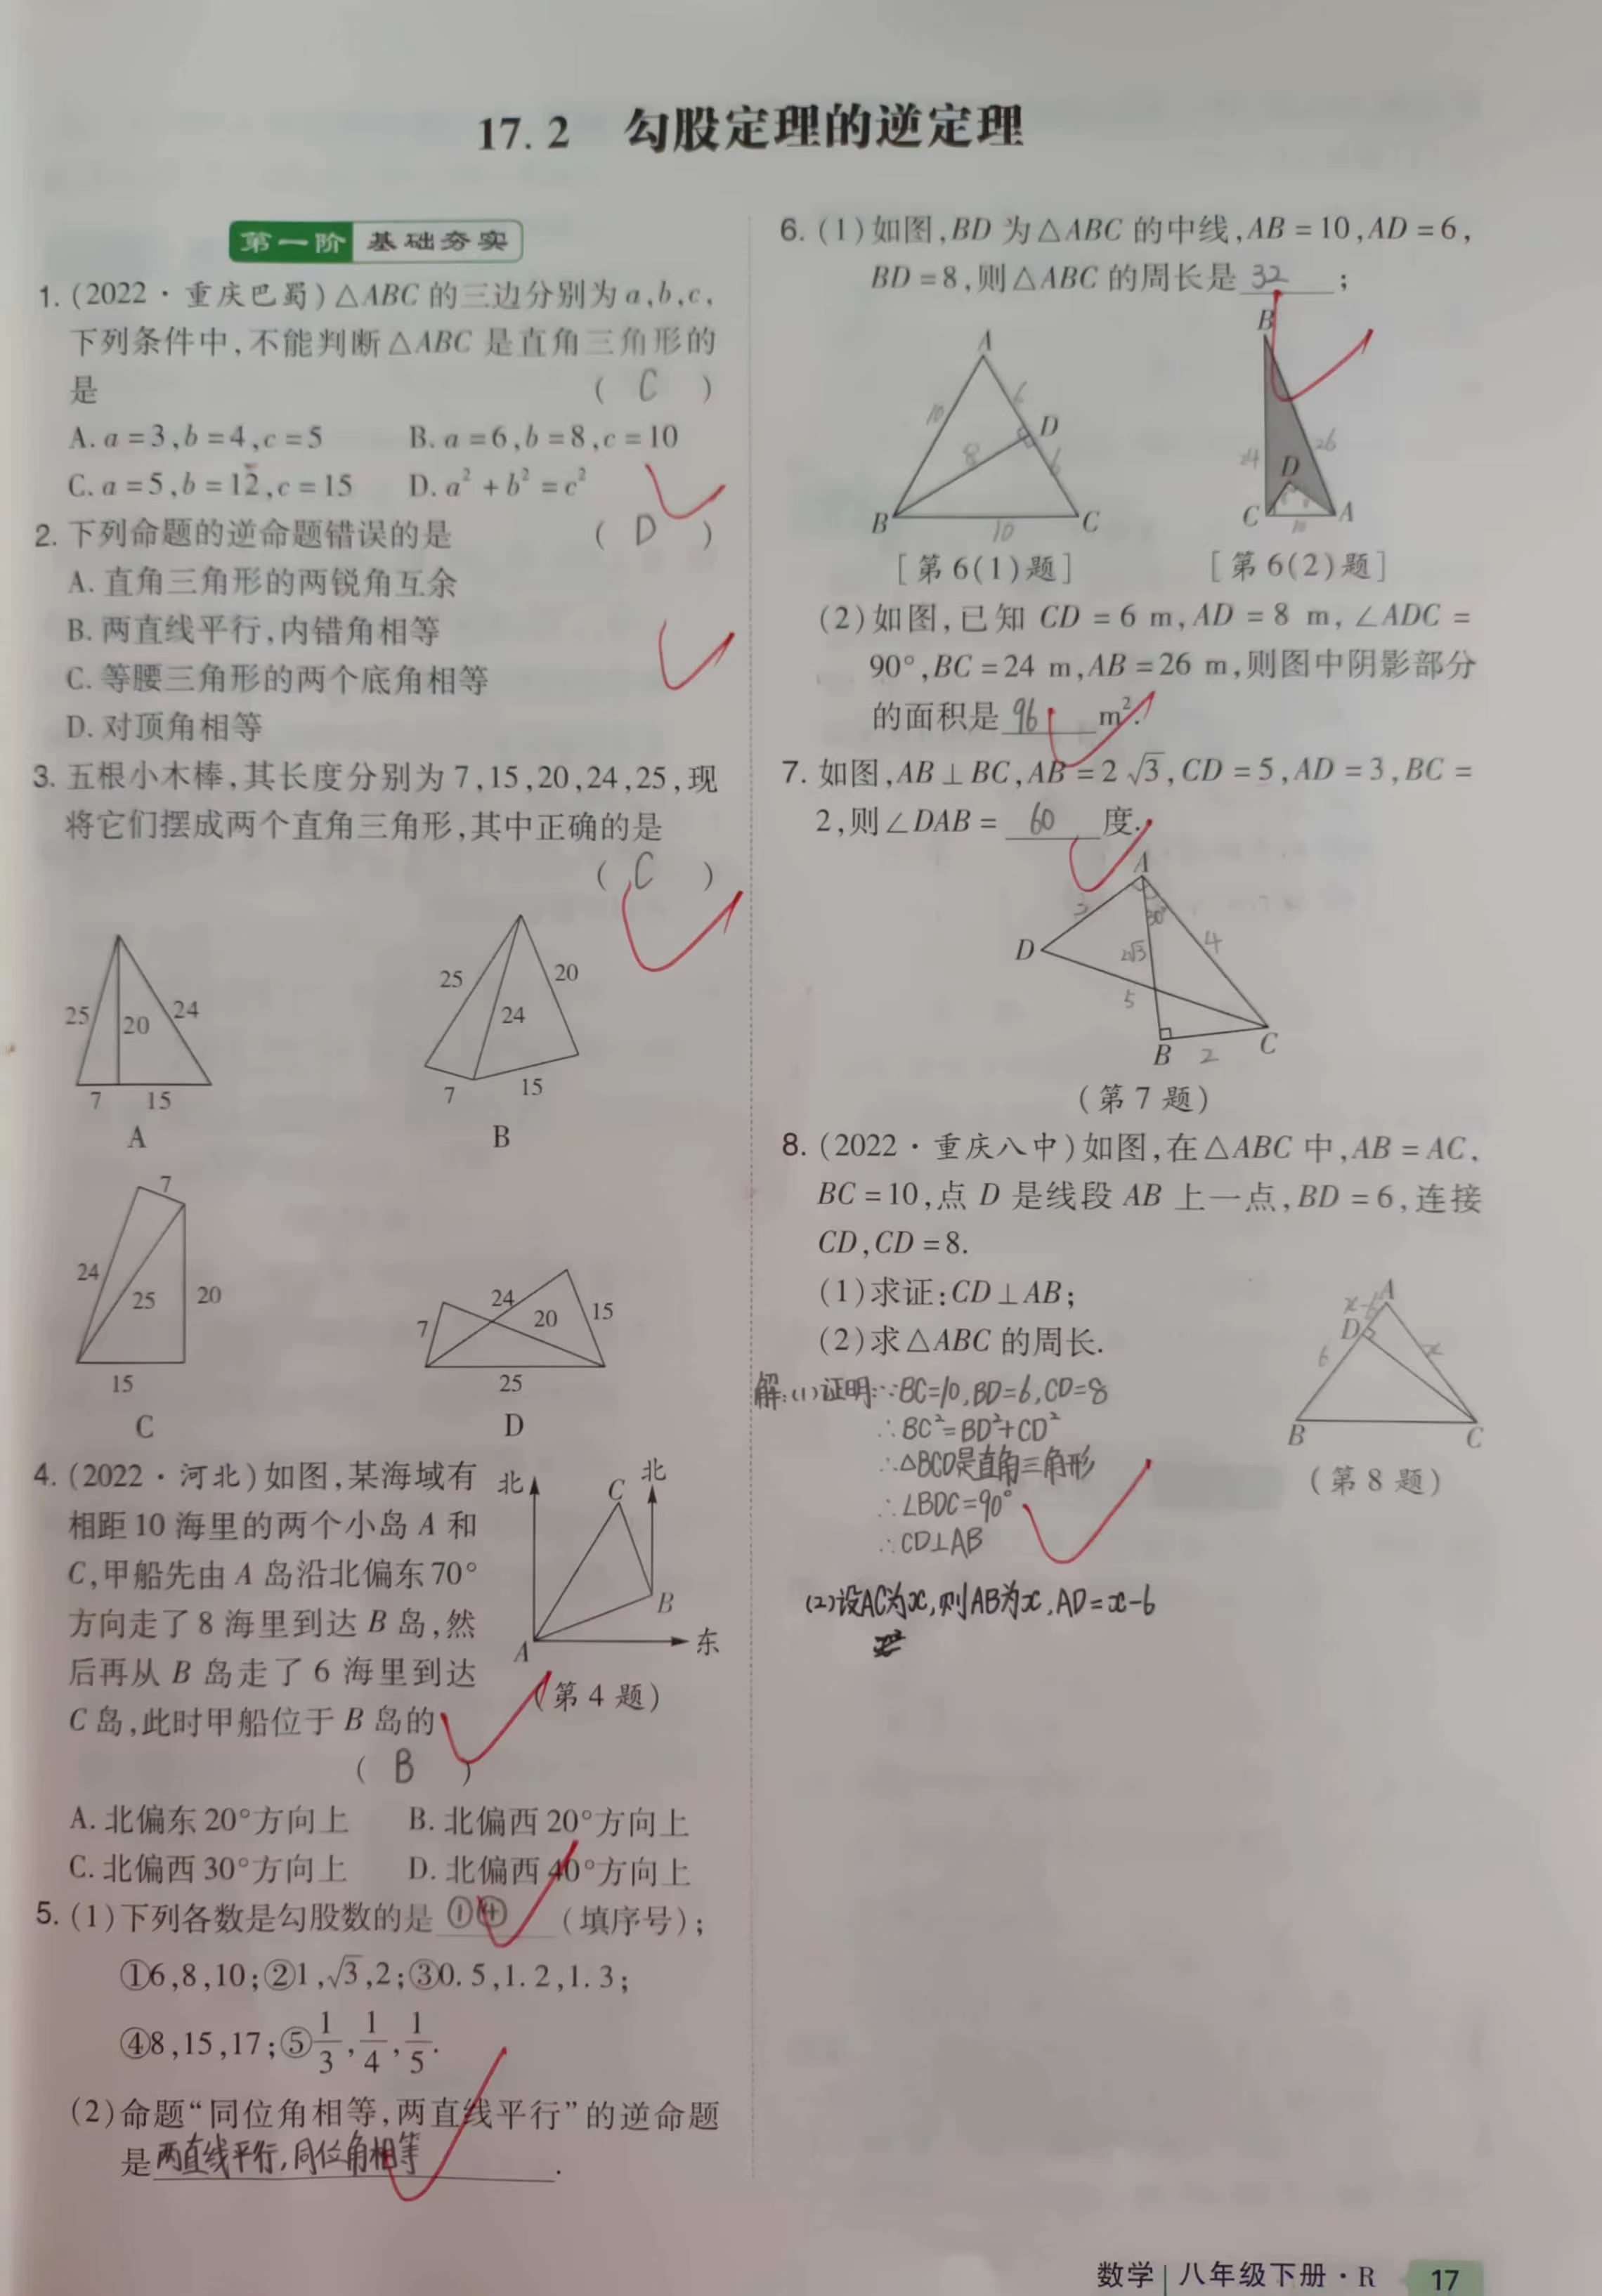 17.2 勾股定理的逆定理
第一阶 基础夯实
1. (2022·重庆巴蜀)△ABC 的三边分别为 a,b,c,
下列条件中,不能判断△ABC 是直角三角形的
是 ( C )
A. a=3,b=4,c=5 B. a=6,b=8,c=10
C. a=5,b=12,c=15 D. a²+b²=c²
2. 下列命题的逆命题错误的是 ( D )
A. 直角三角形的两锐角互余
B. 两直线平行,内错角相等
C. 等腰三角形的两个底角相等
D. 对顶角相等
3. 五根小木棒,其长度分别为 7,15,20,24,25,现
将它们摆成两个直角三角形,其中正确的是
( C )
25 20 24
7 15
A
25 24 20
7 15
B
7
24 25 20
15
C
7 24 20 15
25
D
4. (2022·河北)如图,某海域有
相距 10 海里的两个小岛 A 和
C,甲船先由 A 岛沿北偏东 70°
方向走了 8 海里到达 B 岛,然
后再从 B 岛走了 6 海里到达
C 岛,此时甲船位于 B 岛的
( B )
北 C 北
B
A 东
(第 4 题)
A. 北偏东 20°方向上 B. 北偏西 20°方向上
C. 北偏西 30°方向上 D. 北偏西 40°方向上
5. (1)下列各数是勾股数的是 ①④ (填序号);
①6,8,10;②1,√3,2;③0.5,1.2,1.3;
④8,15,17;⑤1/3,1/4,1/5.
(2)命题“同位角相等,两直线平行”的逆命题
是 两直线平行,同位角相等 .
6. (1)如图,BD 为△ABC 的中线,AB=10,AD=6,
BD=8,则△ABC 的周长是 32 ;
A
10 6 D
8 6
B 10 C
[第 6(1)题]
B
24 26
D
C 10 A
[第 6(2)题]
(2)如图,已知 CD=6 m,AD=8 m,∠ADC=
90°,BC=24 m,AB=26 m,则图中阴影部分
的面积是 96 m².
7. 如图,AB⊥BC,AB=2√3,CD=5,AD=3,BC=
2,则∠DAB= 60 度.
A
3 30°
D 2√3 4
5
B 2 C
(第 7 题)
8. (2022·重庆八中)如图,在△ABC 中,AB=AC,
BC=10,点 D 是线段 AB 上一点,BD=6,连接
CD,CD=8.
(1)求证:CD⊥AB;
(2)求△ABC 的周长.
x-6 A
D
6 x
B C
(第 8 题)
解:(1)证明:∵BC=10,BD=6,CD=8
∴BC²=BD²+CD²
∴△BCD是直角三角形
∴∠BDC=90°
∴CD⊥AB
(2)设AC为x,则AB为x,AD=x-6
数学 | 八年级下册·R 17